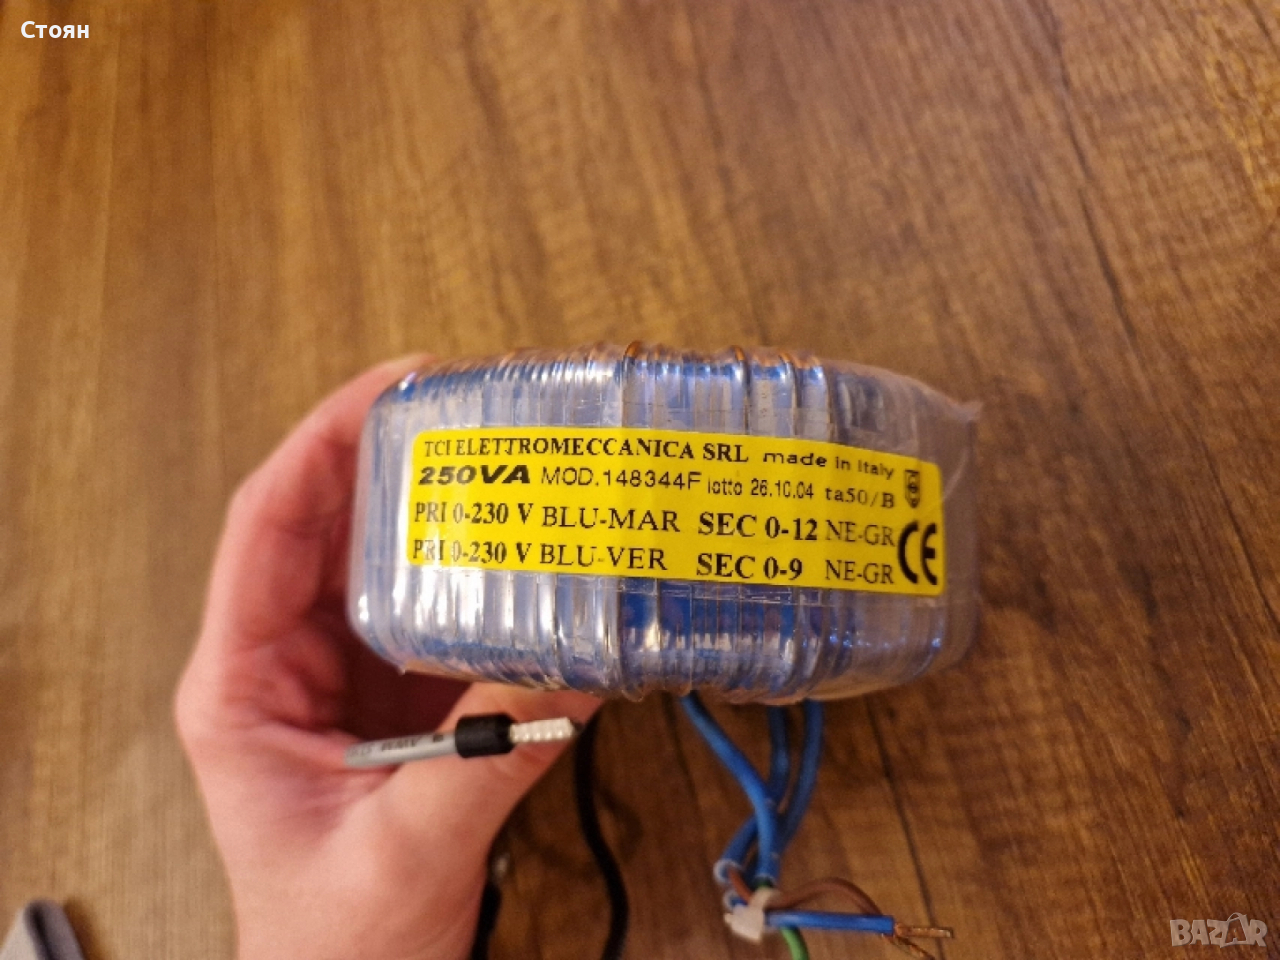 Стоян
TCI ELETTROMECCANICA SRL made in Italy
250VA MOD.148344F lotto 26.10.04 ta50/B
PRI 0-230 V BLU-MAR SEC 0-12 NE-GR
PRI 0-230 V BLU-VER SEC 0-9 NE-GR
CE
BAZAR